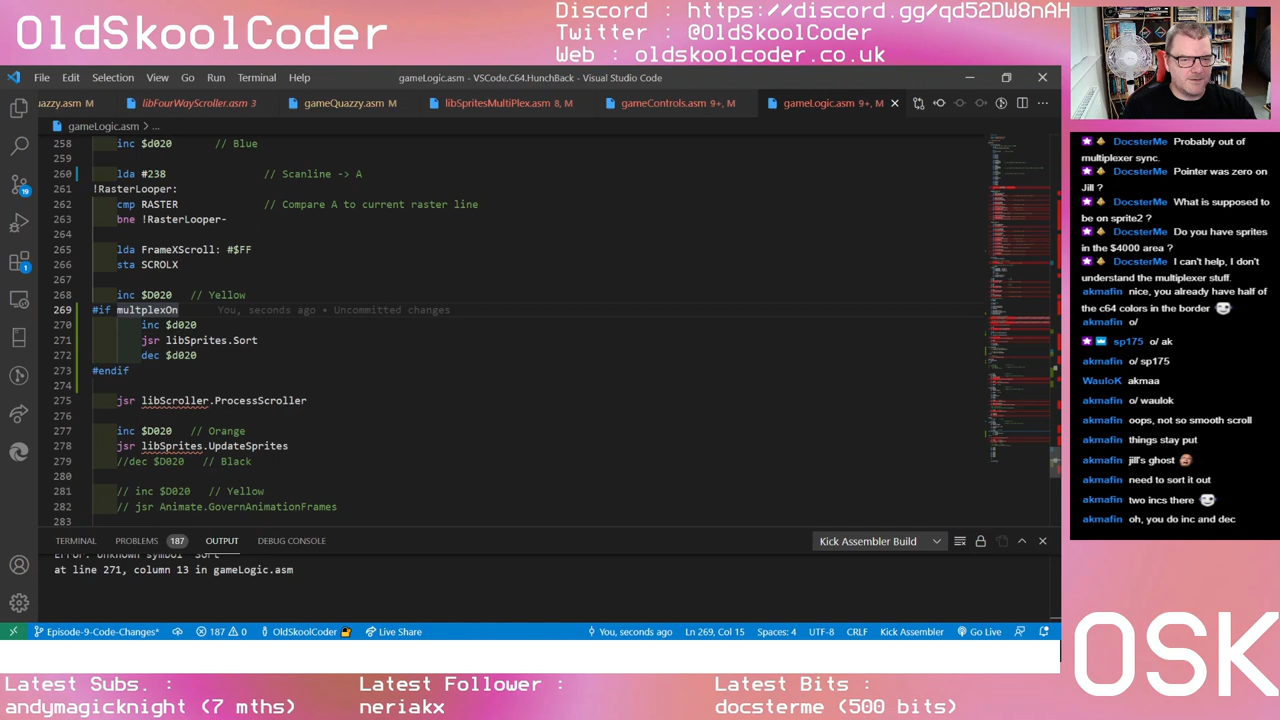 OldSkoolCoder
Discord : https://discord.gg/qd52DW8nAH
Twitter : @OldSkoolCoder
Web : oldskoolcoder.co.uk
File Edit Selection View Go Run Terminal Help
gameLogic.asm - VSCode.C64.HunchBack - Visual Studio Code
uazzy.asm M libFourWayScroller.asm 3 gameQuazzy.asm M libSpritesMultiPlex.asm 8, M gameControls.asm 9+, M gameLogic.asm 9+, M
gameLogic.asm > ...
258 inc $d020 // Blue
259
260 lda #238 // Scanline -> A
261 !RasterLooper:
262 cmp RASTER // Compare A to current raster line
263 bne !RasterLooper-
264
265 lda FrameXScroll: #$FF
266 sta SCROLX
267
268 inc $D020 // Yellow
269 #if multplexOn You, seconds ago • Uncommitted changes
270 inc $d020
271 jsr libSprites.Sort
272 dec $d020
273 #endif
274
275 jsr libScroller.ProcessScroller
276
277 inc $D020 // Orange
278 jsr libSprites.UpdateSprites
279 //dec $D020 // Black
280
281 // inc $D020 // Yellow
282 // jsr Animate.GovernAnimationFrames
283
19
1
TERMINAL PROBLEMS 187 OUTPUT DEBUG CONSOLE
Kick Assembler Build
at line 271, column 13 in gameLogic.asm
Episode-9-Code-Changes* 187 0 OldSkoolCoder Live Share You, seconds ago Ln 269, Col 15 Spaces: 4 UTF-8 CRLF Kick Assembler Go Live
DocsterMe Probably out of
multiplexer sync.
DocsterMe Pointer was zero on
Jill ?
DocsterMe What is supposed to
be on sprite2 ?
DocsterMe Do you have sprites
in the $4000 area ?
DocsterMe I can't help, I don't
understand the multiplexer stuff.
akmafin nice, you already have half of
the c64 colors in the border
akmafin o/
sp175 o/ ak
akmafin o/ sp175
WauloK akmaa
akmafin o/ waulok
akmafin oops, not so smooth scroll
akmafin things stay put
akmafin jill's ghost
akmafin need to sort it out
akmafin two incs there
akmafin oh, you do inc and dec
OSK
Latest Subs. :
andymagicknight (7 mths)
Latest Follower :
neriakx
Latest Bits :
docsterme (500 bits)